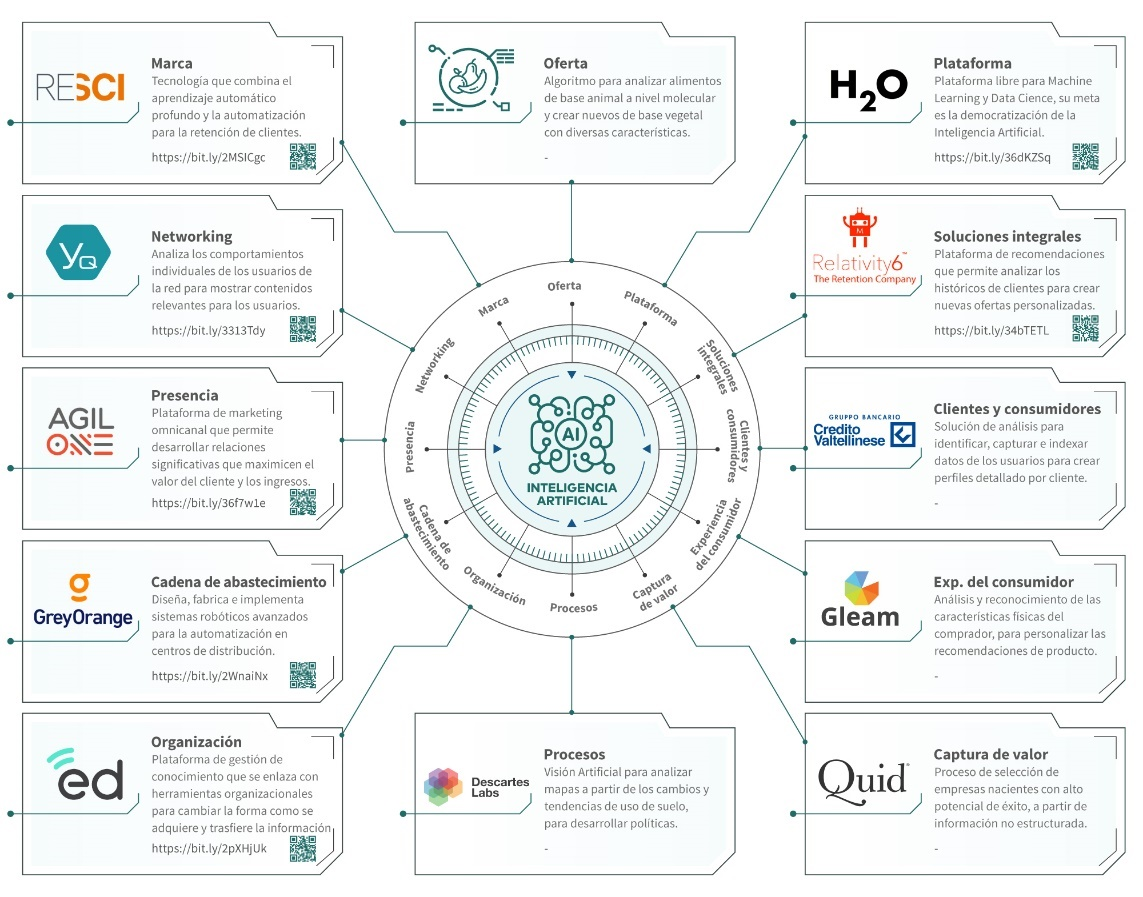 RESCI
Marca
Tecnología que combina el
aprendizaje automático
profundo y la automatización
para la retención de clientes.
https://bit.ly/2MSICgc
Oferta
Algoritmo para analizar alimentos
de base animal a nivel molecular
y crear nuevos de base vegetal
con diversas características.
-
H2O
Plataforma
Plataforma libre para Machine
Learning y Data Cience, su meta
es la democratización de la
Inteligencia Artificial.
https://bit.ly/36dKZSq
YQ
Networking
Analiza los comportamientos
individuales de los usuarios de
la red para mostrar contenidos
relevantes para los usuarios.
https://bit.ly/3313Tdy
M
Relativity6™
The Retention Company
Soluciones integrales
Plataforma de recomendaciones
que permite analizar los
históricos de clientes para crear
nuevas ofertas personalizadas.
https://bit.ly/34bTETL
AGIL
ONE
Presencia
Plataforma de marketing
omnicanal que permite
desarrollar relaciones
significativas que maximicen el
valor del cliente y los ingresos.
https://bit.ly/36f7w1e
Oferta
Plataforma
Soluciones
integrales
Clientes y
consumidores
Experiencia
del consumidor
Captura
de valor
Procesos
Organización
Cadena de
abastecimiento
Presencia
Networking
Marca
AI
INTELIGENCIA
ARTIFICIAL
GRUPPO BANCARIO
Credito
Valtellinese
Clientes y consumidores
Solución de análisis para
identificar, capturar e indexar
datos de los usuarios para crear
perfiles detallado por cliente.
-
GreyOrange
Cadena de abastecimiento
Diseña, fabrica e implementa
sistemas robóticos avanzados
para la automatización en
centros de distribución.
https://bit.ly/2WnaiNx
Gleam
Exp. del consumidor
Análisis y reconocimiento de las
características físicas del
comprador, para personalizar las
recomendaciones de producto.
-
ed
Organización
Plataforma de gestión de
conocimiento que se enlaza con
herramientas organizacionales
para cambiar la forma como se
adquiere y trasfiere la información
https://bit.ly/2pXHjUk
Descartes
Labs
Procesos
Visión Artificial para analizar
mapas a partir de los cambios y
tendencias de uso de suelo,
para desarrollar políticas.
-
Quid
Captura de valor
Proceso de selección de
empresas nacientes con alto
potencial de éxito, a partir de
información no estructurada.
-